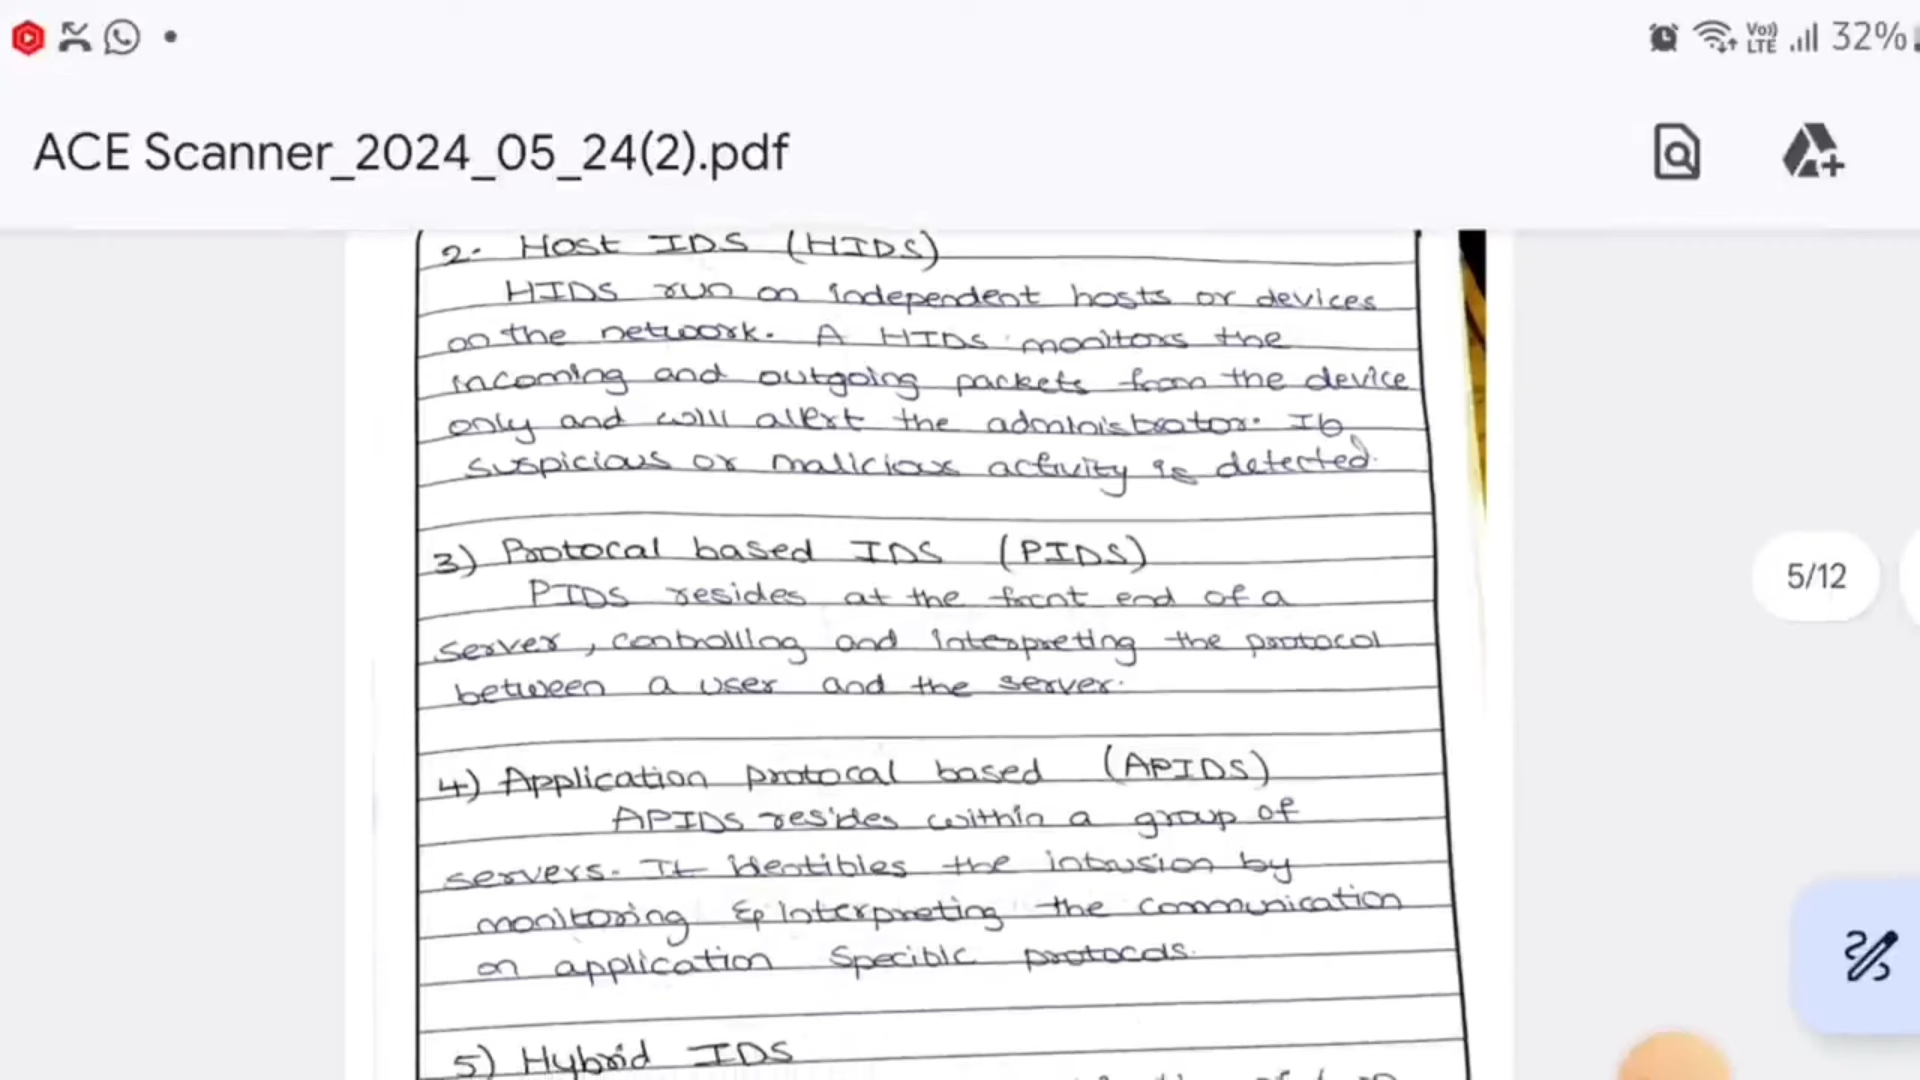 Vo)) LTE 32%
ACE Scanner_2024_05_24(2).pdf
2. Host IDS (HIDS)
HIDS run on independent hosts or devices
on the network. A HIDS monitors the
incoming and outgoing packets from the device
only and will alert the administrator. If
suspicious or malicious activity is detected.
3) Protocal based IDS (PIDS)
PIDS resides at the front end of a
server, controlling and interpreting the protocol
between a user and the server.
5/12
4) Application protocal based (APIDS)
APIDS resides within a group of
servers. It identifies the intrusion by
monitoring & interpreting the communication
on application specific protocols.
5) Hybrid IDS